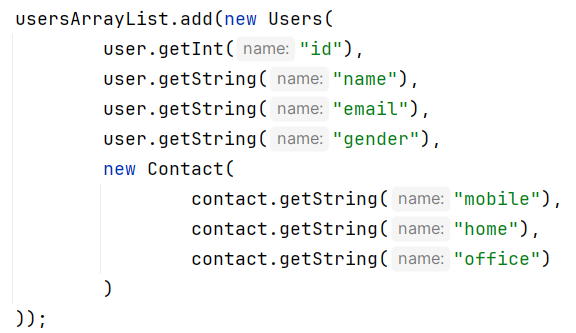 usersArrayList.add(new Users(
user.getInt( name: "id"),
user.getString( name: "name"),
user.getString( name: "email"),
user.getString( name: "gender"),
new Contact(
contact.getString( name: "mobile"),
contact.getString( name: "home"),
contact.getString( name: "office")
)
));